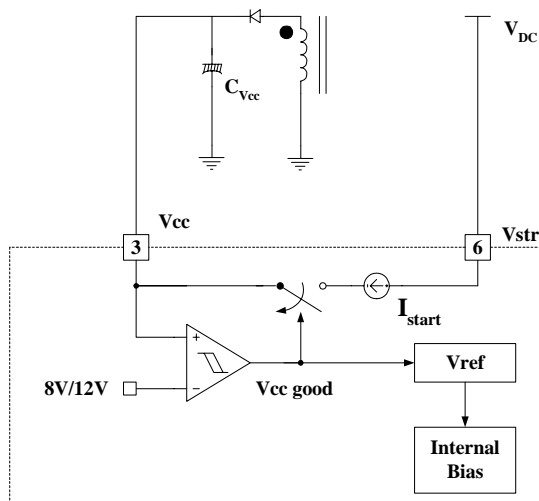 V_DC
C_Vcc
Vcc
3
6
Vstr
I_start
8V/12V
+
−
Vcc good
Vref
Internal
Bias